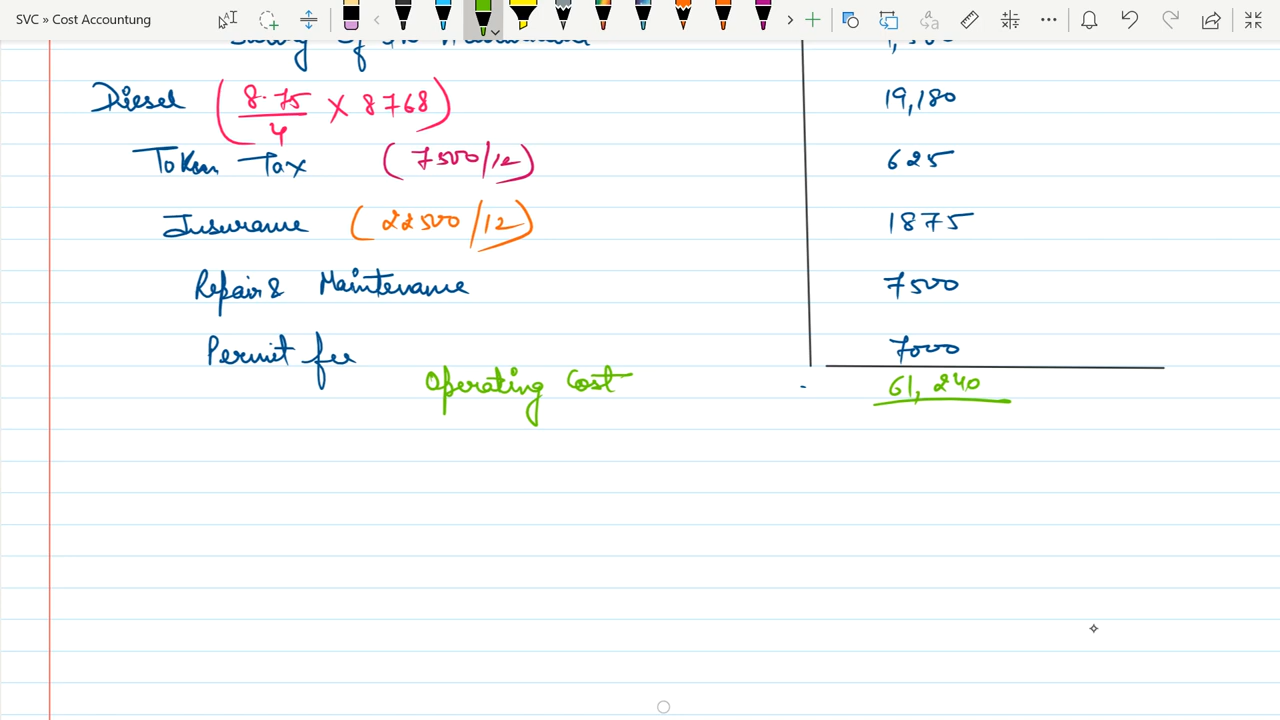 SVC » Cost Accountung
Diesel (8.75/4 × 8768) 19,180
Token Tax (7500/12) 625
Insurance (22500/12) 1875
Repair & Maintenance 7500
Permit fee 7000
Operating Cost 61,240